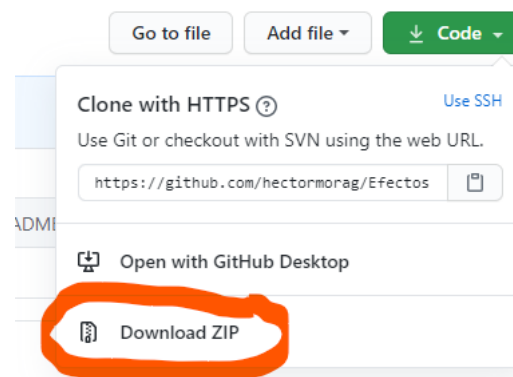 Go to file Add file Code
Clone with HTTPS Use SSH
Use Git or checkout with SVN using the web URL.
https://github.com/hectormorag/Efectos
ADME
Open with GitHub Desktop
Download ZIP